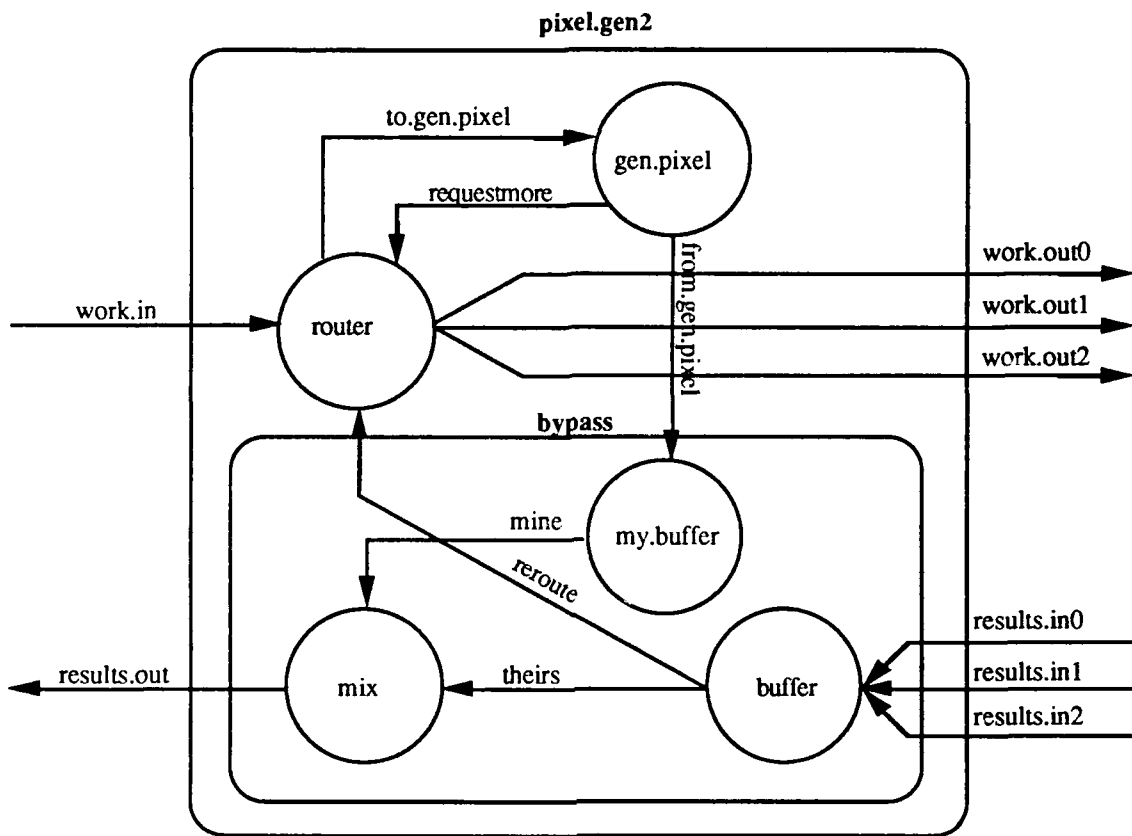 pixel.gen2
to.gen.pixel
gen.pixel
requestmore
from.gen.pixel
work.out0
work.in
router
work.out1
work.out2
bypass
mine
my.buffer
reroute
results.in0
results.out
mix
theirs
buffer
results.in1
results.in2